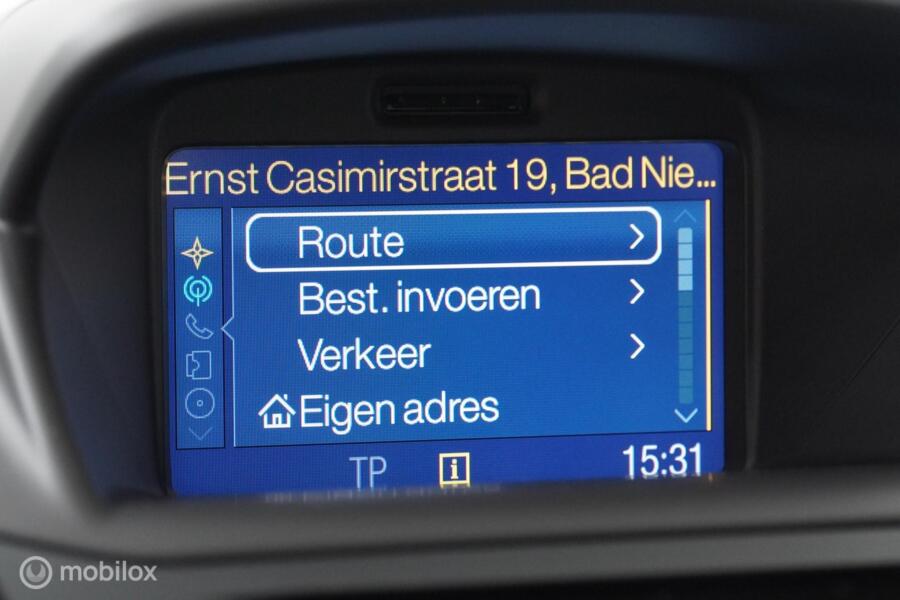 Ernst Casimirstraat 19, Bad Nie...
Route
Best. invoeren
Verkeer
Eigen adres
TP i 15:31
mobilox